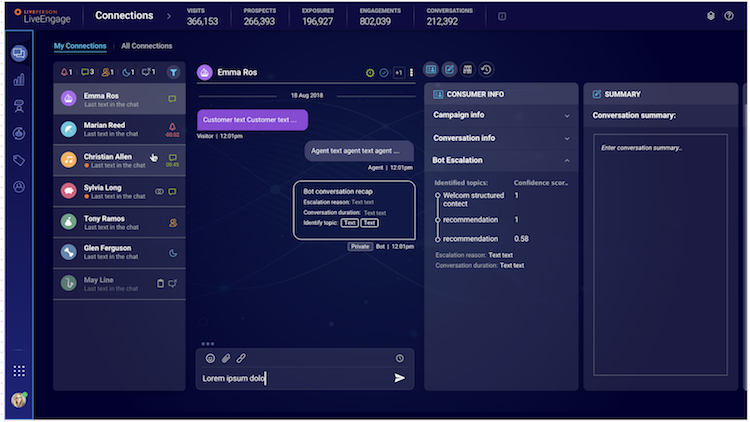 LIVEPERSON
LiveEngage
Connections
VISITS
366,153
PROSPECTS
266,393
EXPOSURES
196,927
ENGAGEMENTS
802,039
CONVERSATIONS
212,392
My Connections
All Connections
1 3 1 1 1
Emma Ros
Last text in the chat
Marian Reed
Last text in the chat
-00:02
Christian Allen
Last text in the chat
00:45
Sylvia Long
Last text in the chat
Tony Ramos
Last text in the chat
Glen Ferguson
Last text in the chat
May Line
Last text in the chat
Emma Ros
+1
18 Aug 2018
Customer text Customer text ...
Visitor | 12:01pm
Agent text agent text agent ....
Agent | 12:01pm
Bot conversation recap
Escalation reason: Text text
Conversation duration: Text text
Identify topic: Text Text
Private Bot | 12:01pm
Lorem ipsum dolo
CONSUMER INFO
Campaign info
Conversation info
Bot Escalation
Identified topics: Confidence scor..
Welcom structured contect 1
recommendation 1
recommendation 0.58
Escalation reason: Text text
Conversation duration: Text text
SUMMARY
Conversation summary:
Enter conversation summary..